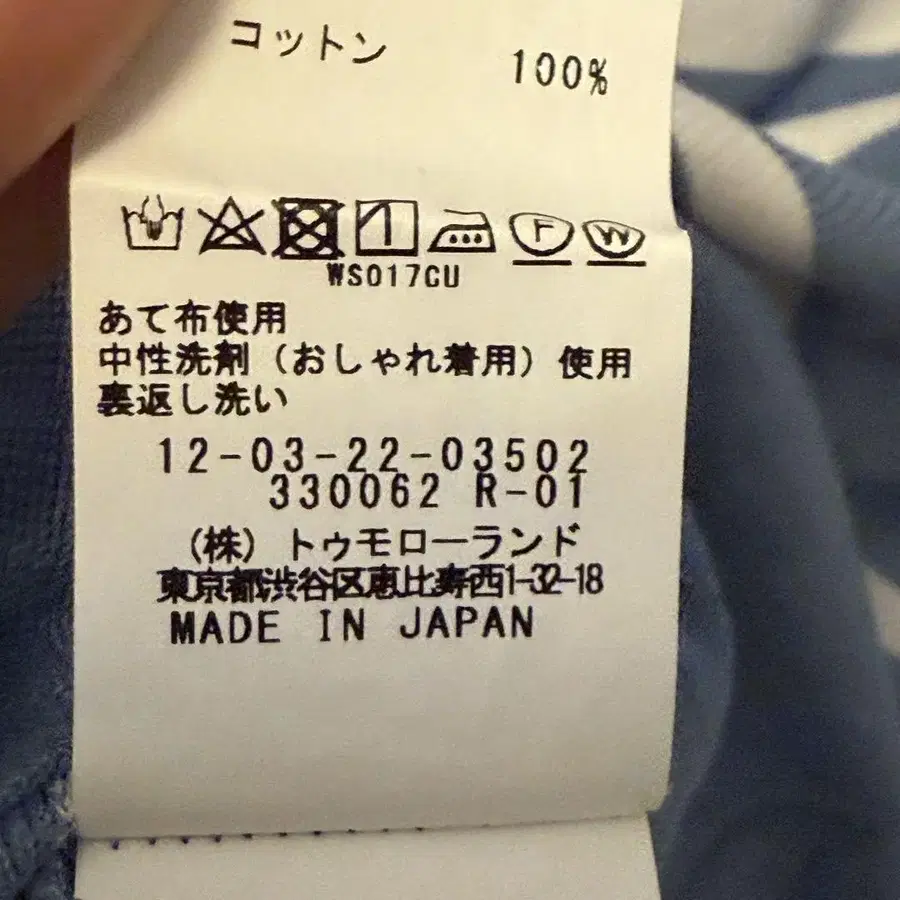 コットン 100%
F W
WS017CU
あて布使用
中性洗剤（おしゃれ着用）使用
裏返し洗い
12-03-22-03502
330062 R-01
（株）トゥモローランド
東京都渋谷区恵比寿西1-32-18
MADE IN JAPAN